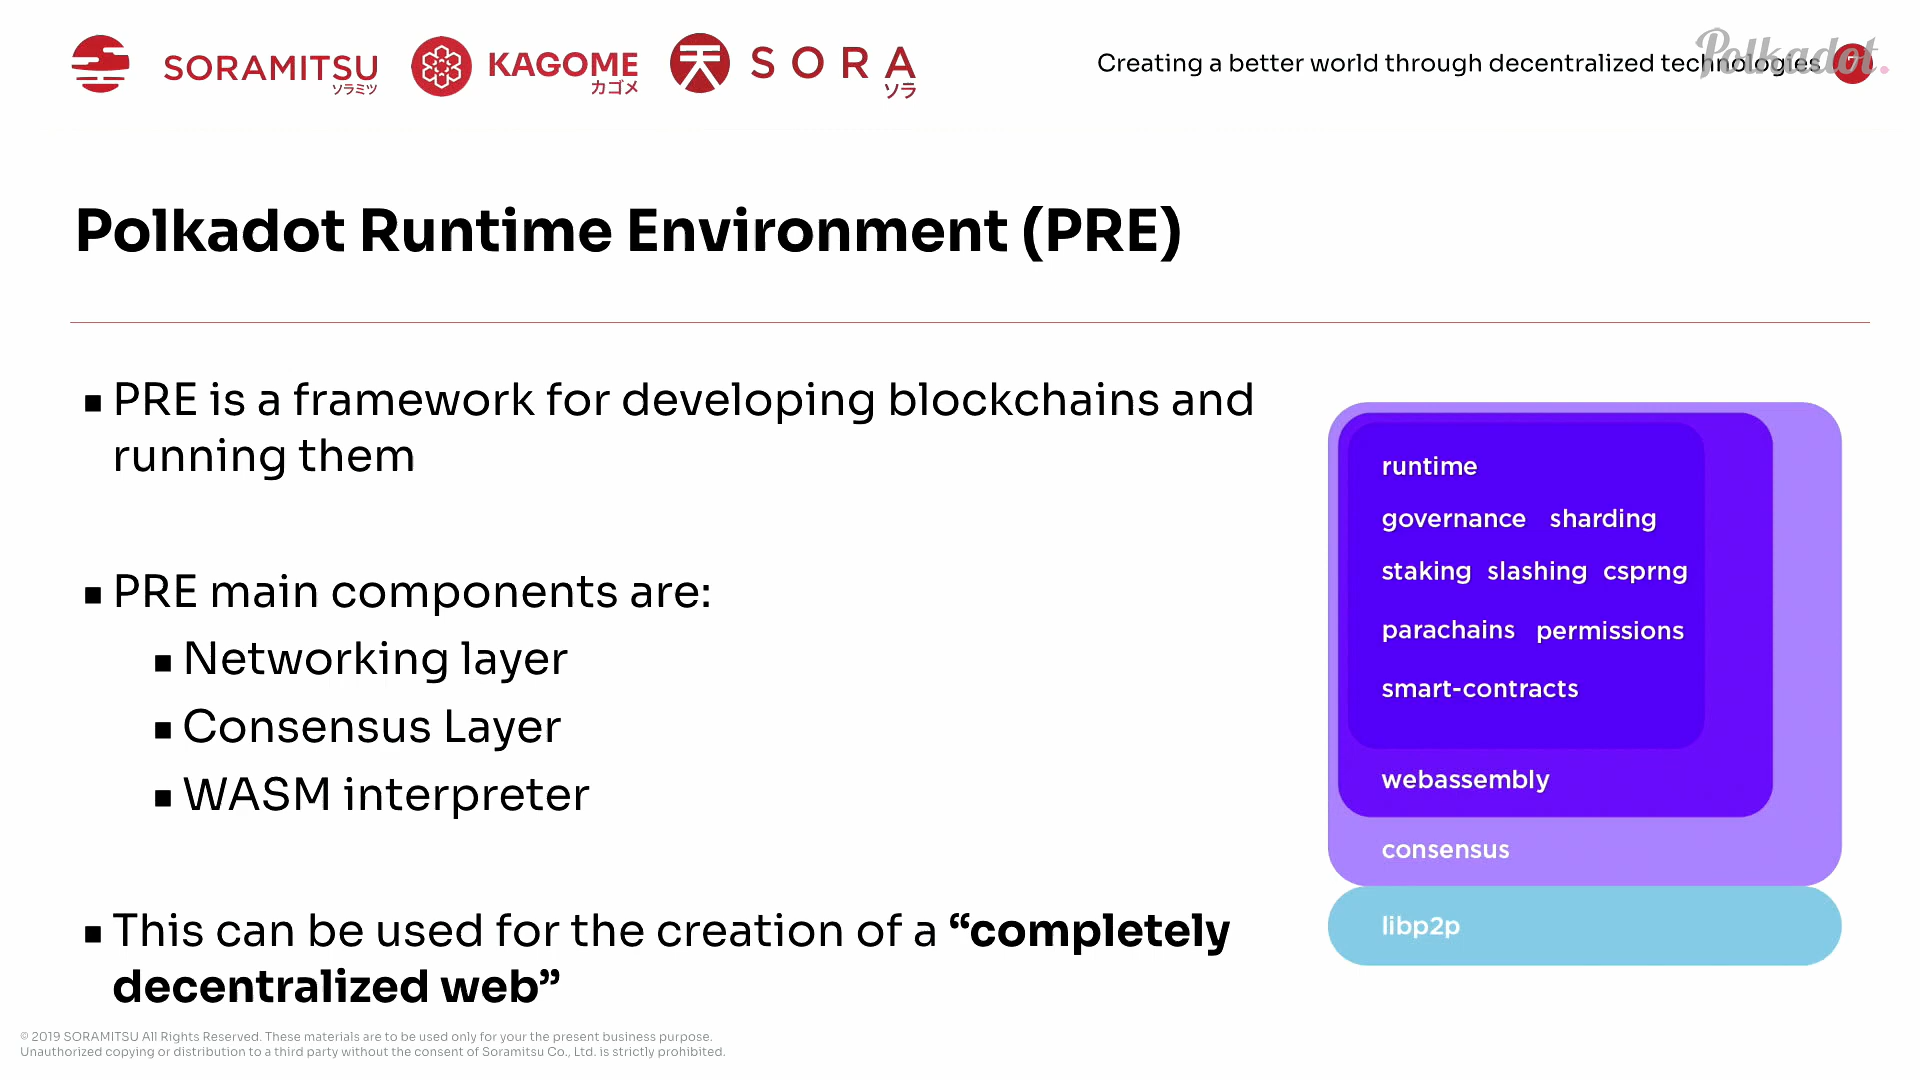 SORAMITSU
ソラミツ
KAGOME
カゴメ
天
SORA
ソラ
Creating a better world through decentralized technologies
Polkadot.
Polkadot Runtime Environment (PRE)
▪ PRE is a framework for developing blockchains and
running them
▪ PRE main components are:
▪ Networking layer
▪ Consensus Layer
▪ WASM interpreter
▪ This can be used for the creation of a “completely
decentralized web”
runtime
governance sharding
staking slashing csprng
parachains permissions
smart-contracts
webassembly
consensus
libp2p
© 2019 SORAMITSU All Rights Reserved. These materials are to be used only for your the present business purpose.
Unauthorized copying or distribution to a third party without the consent of Soramitsu Co., Ltd. is strictly prohibited.